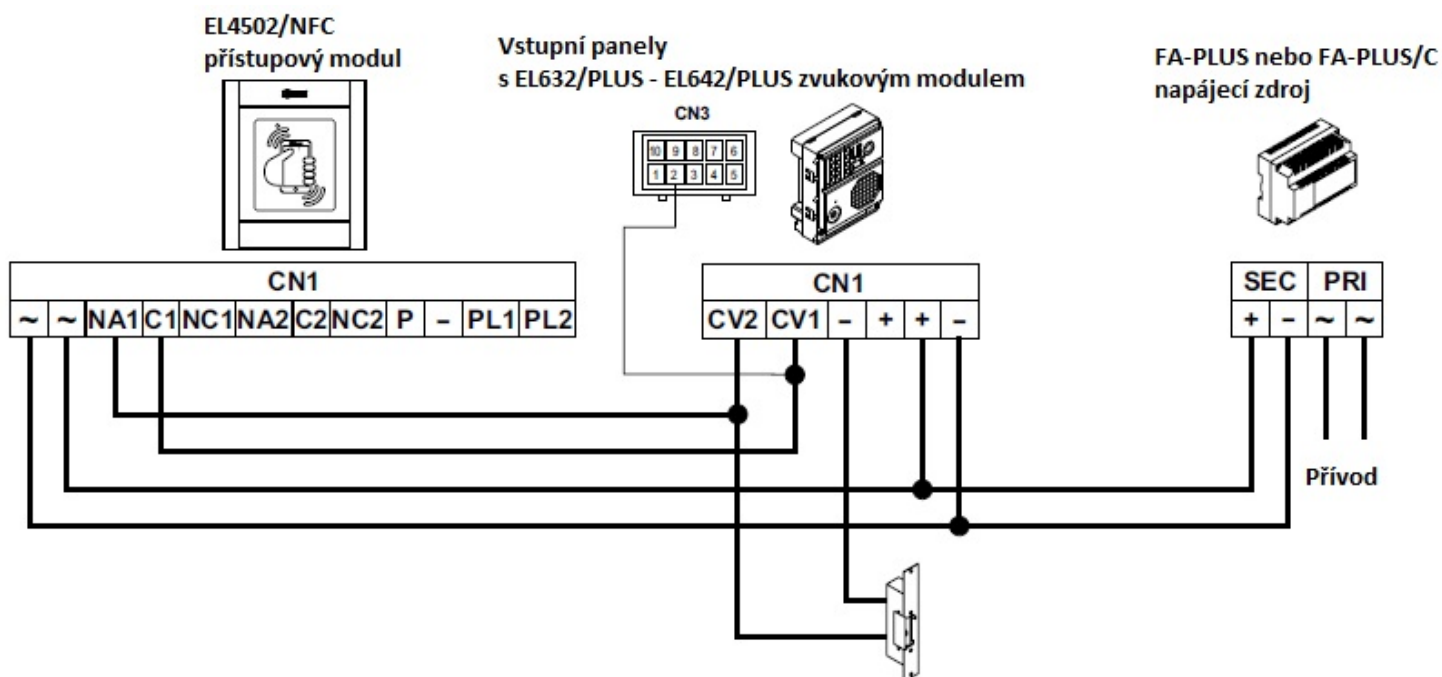 EL4502/NFC
přístupový modul
Vstupní panely
s EL632/PLUS - EL642/PLUS zvukovým modulem
FA-PLUS nebo FA-PLUS/C
napájecí zdroj
CN3
10 9 8 7 6
1 2 3 4 5
CN1
~ ~ NA1 C1 NC1 NA2 C2 NC2 P - PL1 PL2
CN1
CV2 CV1 - + + -
SEC PRI
+ - ~ ~
Přívod